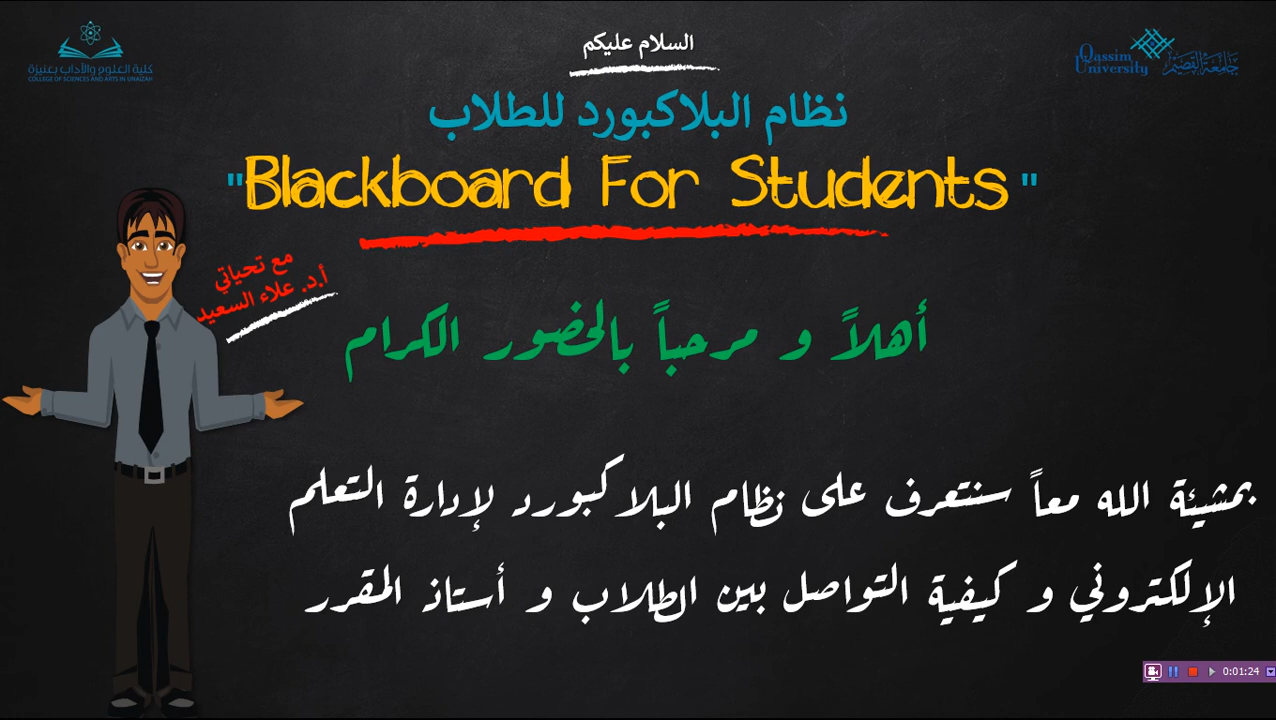 السلام عليكم
كلية العلوم والآداب بعنيزة
COLLEGE OF SCIENCES AND ARTS IN UNAIZAH
Qassim
University
جامعة القصيم
نظام البلاكبورد للطلاب
"Blackboard For Students"
مع تحياتي
أ.د. علاء السعيد
أهلاً و مرحباً بالحضور الكرام
بمشيئة الله معاً سنتعرف على نظام البلاكبورد لإدارة التعلم
الإلكتروني و كيفية التواصل بين الطلاب و أستاذ المقرر
0:01:24